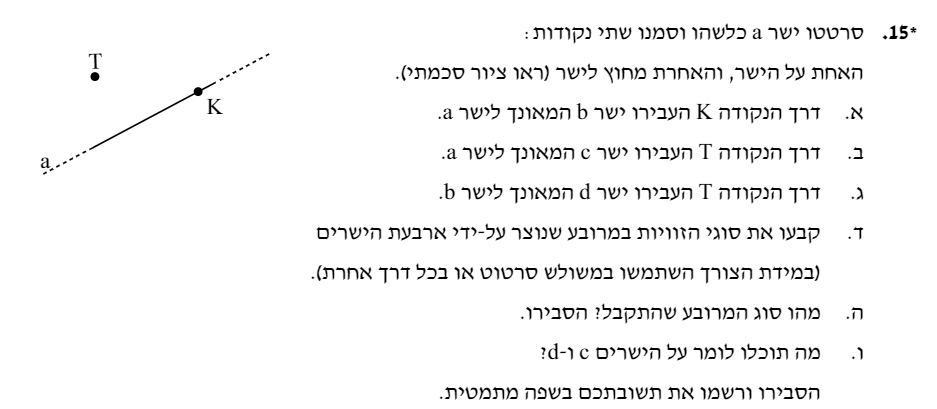 15.* סרטטו ישר a כלשהו וסמנו שתי נקודות:
האחת על הישר, והאחרת מחוץ לישר (ראו ציור סכמתי).
א. דרך הנקודה K העבירו ישר b המאונך לישר a.
ב. דרך הנקודה T העבירו ישר c המאונך לישר a.
ג. דרך הנקודה T העבירו ישר d המאונך לישר b.
ד. קבעו את סוגי הזוויות במרובע שנוצר על-ידי ארבעת הישרים
(במידת הצורך השתמשו במשולש סרטוט או בכל דרך אחרת).
ה. מהו סוג המרובע שהתקבל? הסבירו.
ו. מה תוכלו לומר על הישרים c ו-d?
הסבירו ורשמו את תשובתכם בשפה מתמטית.
T
K
a